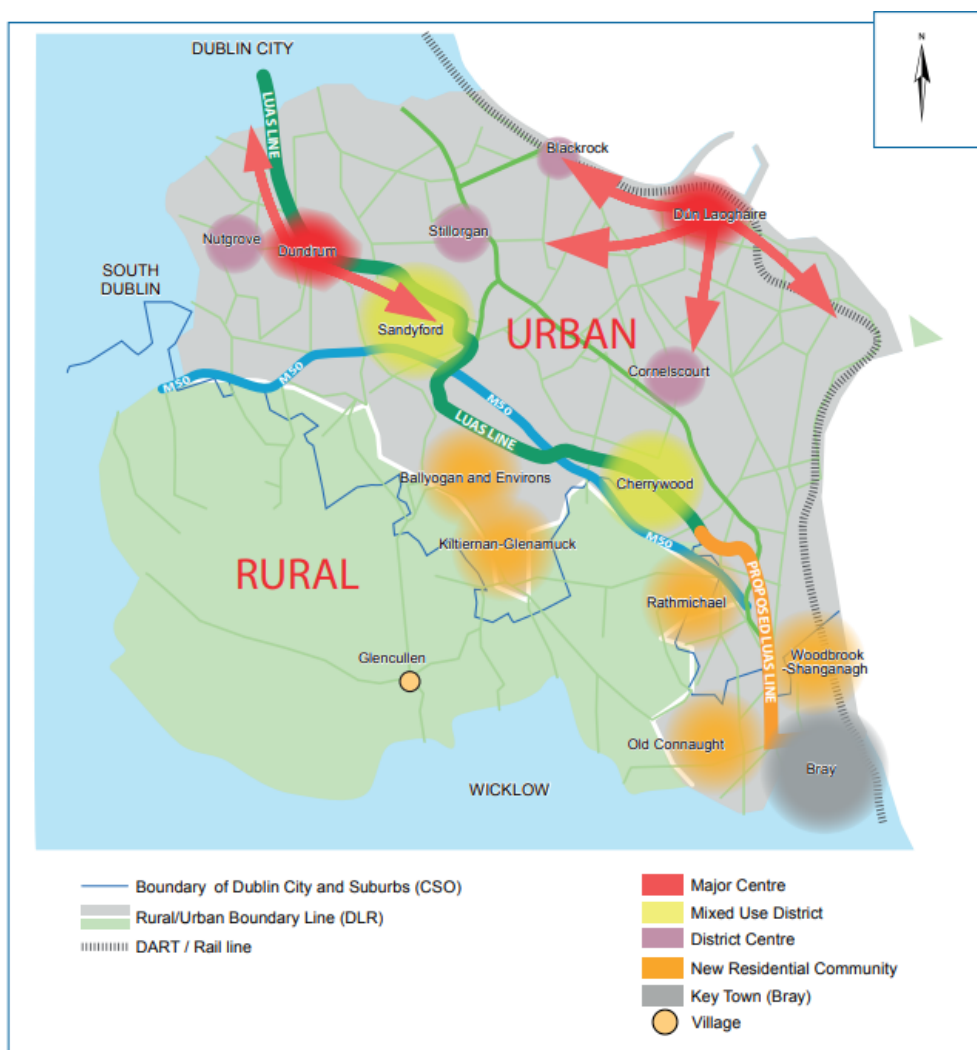 N
DUBLIN CITY
LUAS LINE
Blackrock
Dún Laoghaire
Nutgrove
Dundrum
Stillorgan
SOUTH
DUBLIN
Sandyford
URBAN
M50
M50
M50
Cornelscourt
LUAS LINE
Ballyogan and Environs
Cherrywood
Kiltiernan-Glenamuck
M50
RURAL
Rathmichael
PROPOSED LUAS LINE
Glencullen
Woodbrook
-Shanganagh
Old Connaught
Bray
WICKLOW
Boundary of Dublin City and Suburbs (CSO)
Rural/Urban Boundary Line (DLR)
DART / Rail line
Major Centre
Mixed Use District
District Centre
New Residential Community
Key Town (Bray)
Village